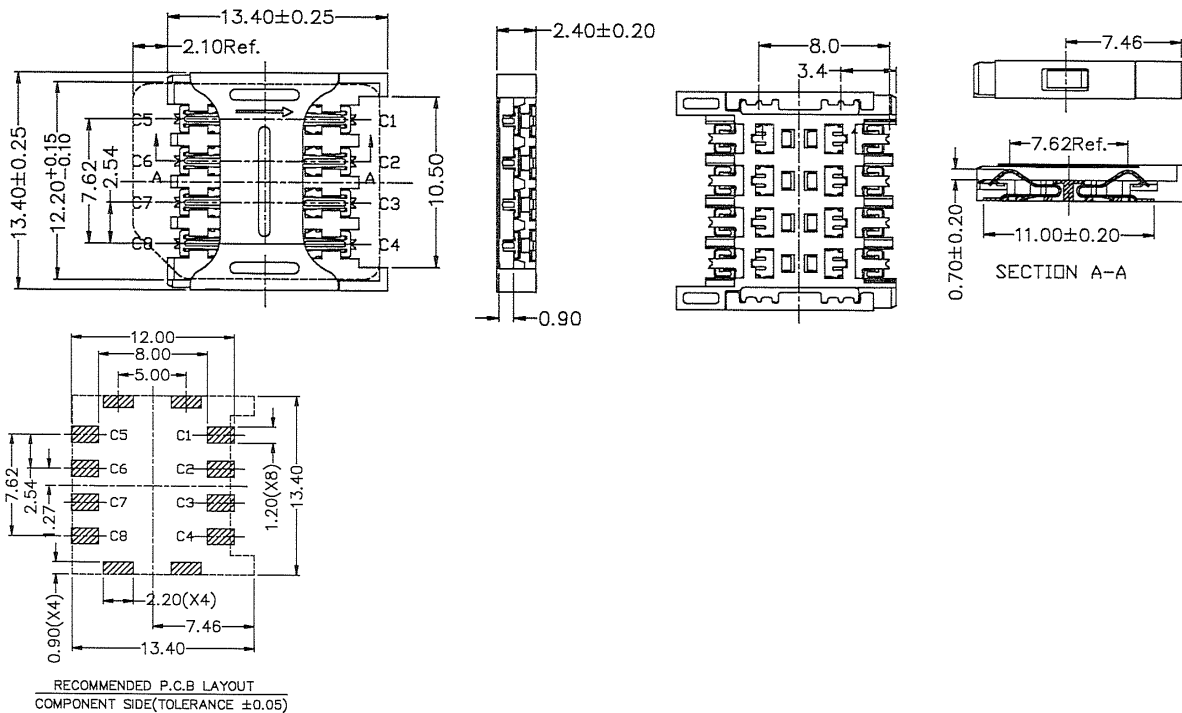 13.40±0.25
2.10Ref.
13.40±0.25
12.20+0.15 -0.10
7.62
2.54
C5
C6
C7
C8
A
A
C1
C2
C3
C4
10.50
2.40±0.20
0.90
8.0
3.4
7.46
7.62Ref.
0.70±0.20
11.00±0.20
SECTION A-A
12.00
8.00
5.00
C5
C6
C7
C8
C1
C2
C3
C4
7.62
2.54
1.27
0.90(X4)
1.20(X8)
13.40
2.20(X4)
7.46
13.40
RECOMMENDED P.C.B LAYOUT
COMPONENT SIDE(TOLERANCE ±0.05)